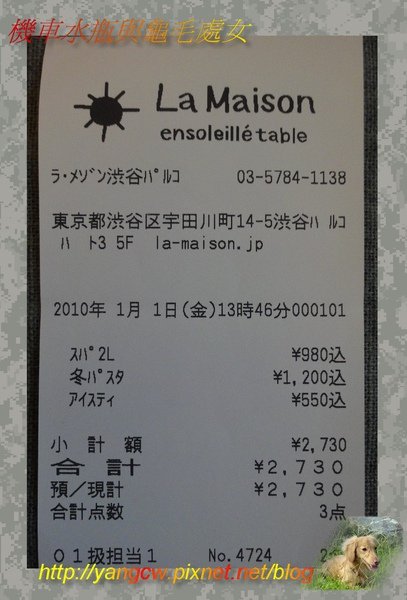 機車水瓶與龜毛處女
La Maison
ensoleillé table
ﾗ･ﾒｿﾞﾝ渋谷ﾊﾟﾙｺ 03-5784-1138
東京都渋谷区宇田川町14-5渋谷ﾊ ﾙｺ
ﾊ ﾄ3 5F la-maison.jp
2010年 1月 1日(金)13時46分000101
ｽﾊﾟ2L ¥980込
冬ﾊﾟｽﾀ ¥1,200込
ｱｲｽﾃｨ ¥550込
小 計 額 ¥2,730
合 計 ¥2,730
預/現計 ¥2,730
合計点数 3点
01扱担当1 No.4724
http://yangcw.pixnet.net/blog